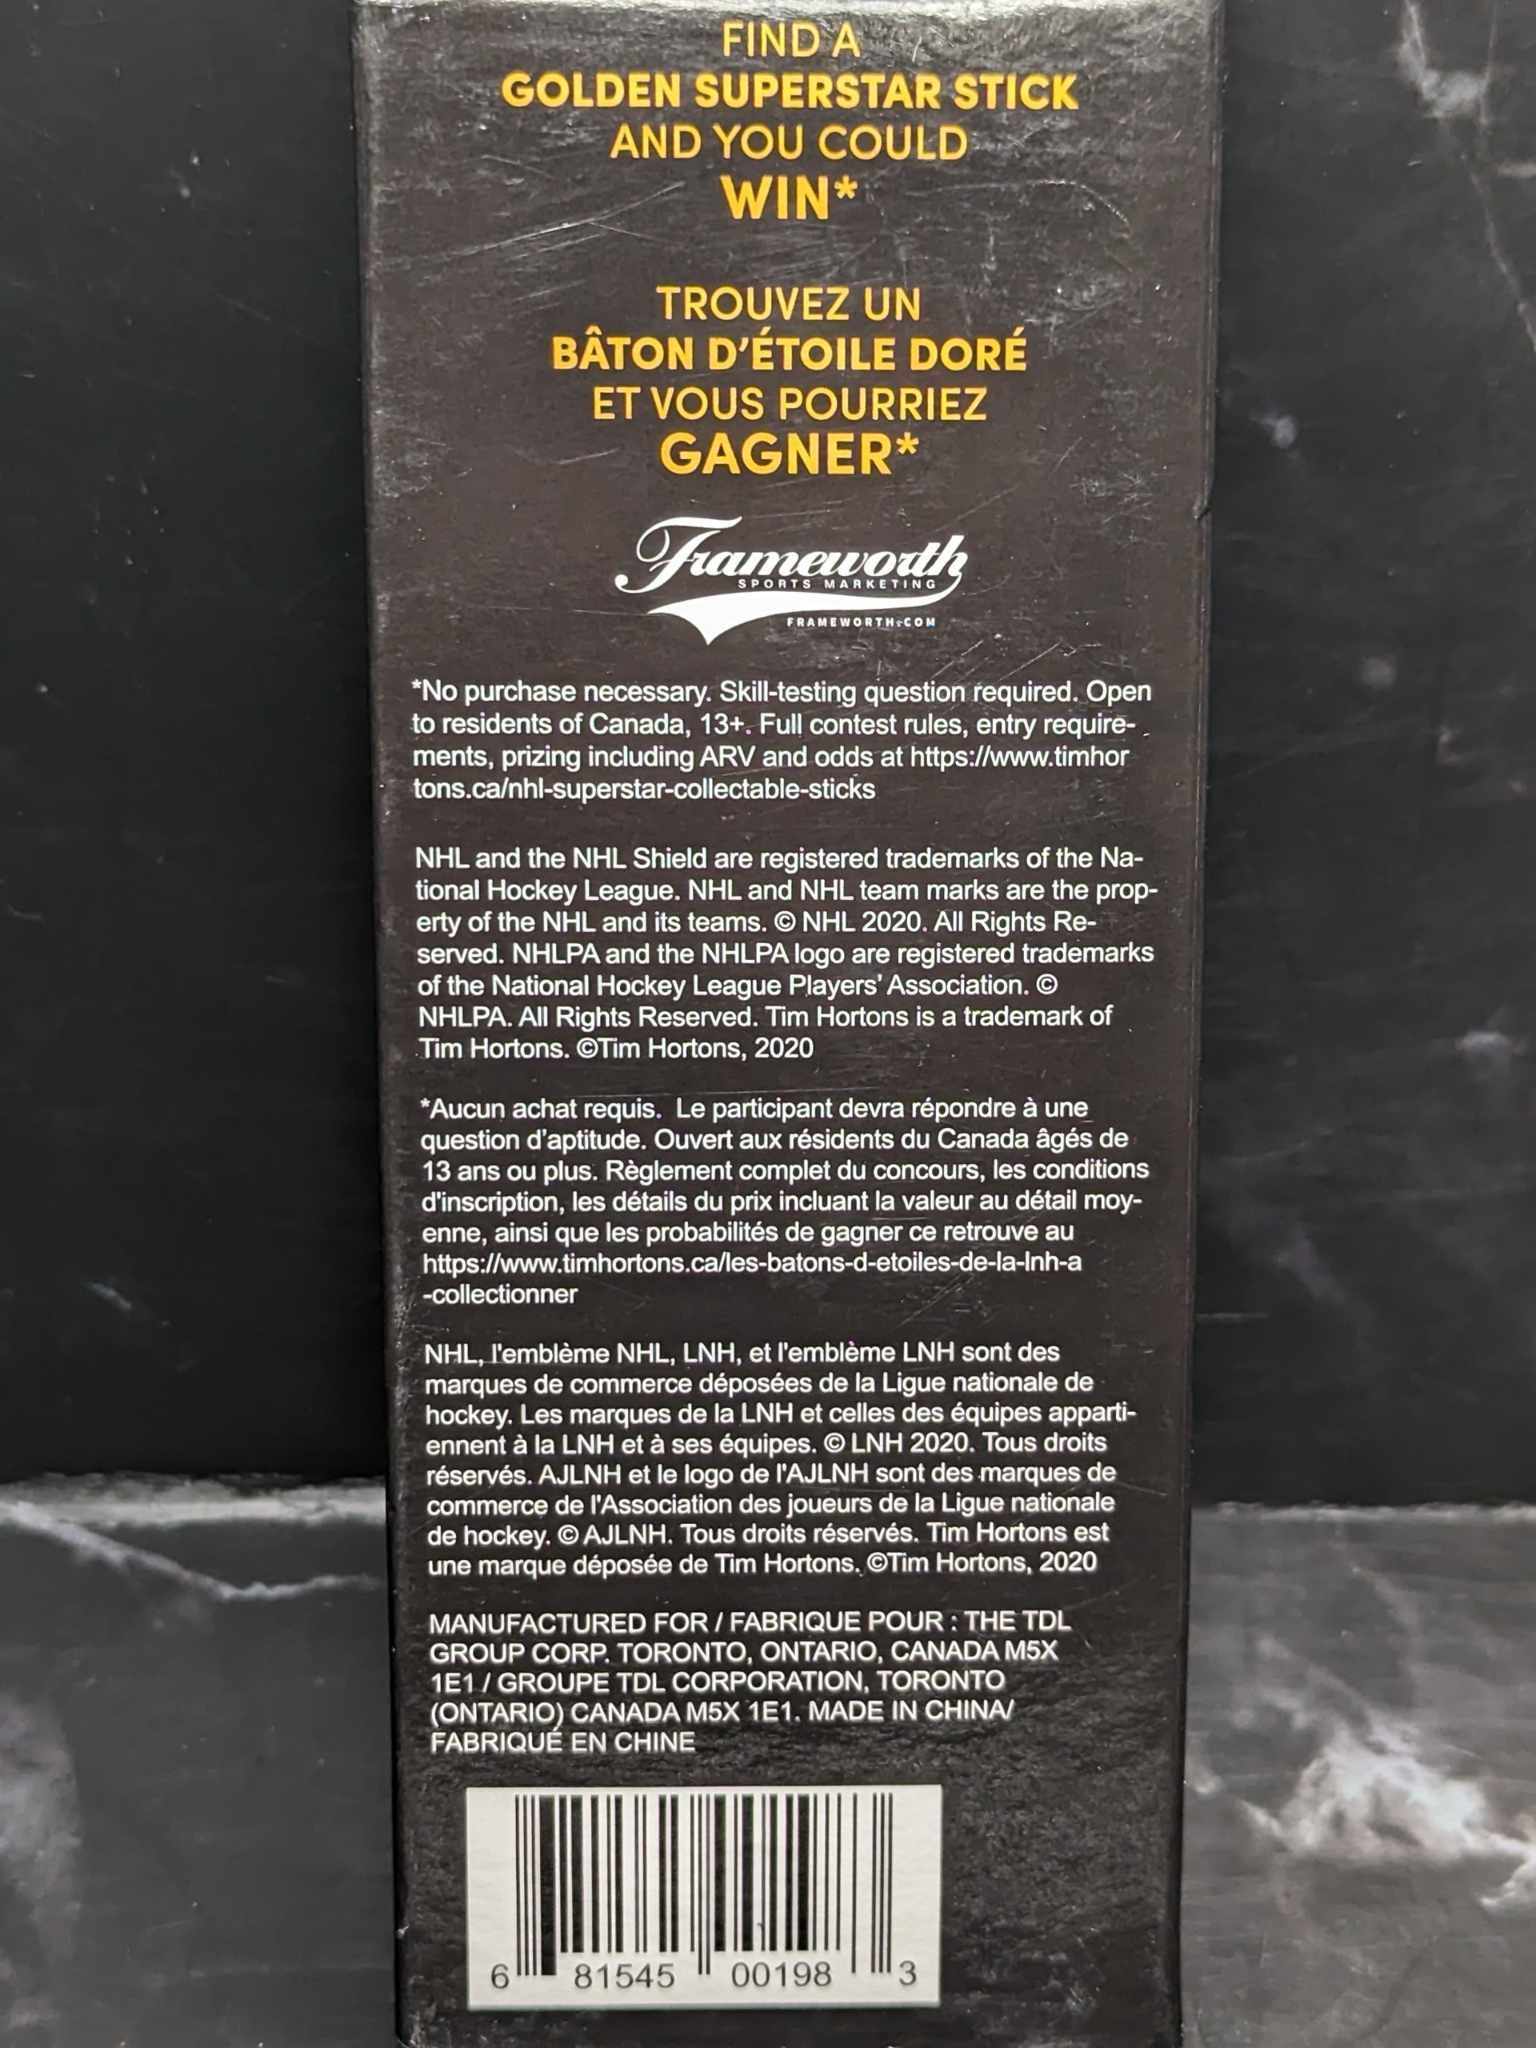 FIND A
GOLDEN SUPERSTAR STICK
AND YOU COULD
WIN*
TROUVEZ UN
BÂTON D'ÉTOILE DORÉ
ET VOUS POURRIEZ
GAGNER*
Frameworth
SPORTS MARKETING
FRAMEWORTH.COM
*No purchase necessary. Skill-testing question required. Open
to residents of Canada, 13+. Full contest rules, entry require-
ments, prizing including ARV and odds at https://www.timhor
tons.ca/nhl-superstar-collectable-sticks
NHL and the NHL Shield are registered trademarks of the Na-
tional Hockey League. NHL and NHL team marks are the prop-
erty of the NHL and its teams. © NHL 2020. All Rights Re-
served. NHLPA and the NHLPA logo are registered trademarks
of the National Hockey League Players' Association. ©
NHLPA. All Rights Reserved. Tim Hortons is a trademark of
Tim Hortons. ©Tim Hortons, 2020
*Aucun achat requis. Le participant devra répondre à une
question d'aptitude. Ouvert aux résidents du Canada âgés de
13 ans ou plus. Règlement complet du concours, les conditions
d'inscription, les détails du prix incluant la valeur au détail moy-
enne, ainsi que les probabilités de gagner ce retrouve au
https://www.timhortons.ca/les-batons-d-etoiles-de-la-lnh-a
-collectionner
NHL, l'emblème NHL, LNH, et l'emblème LNH sont des
marques de commerce déposées de la Ligue nationale de
hockey. Les marques de la LNH et celles des équipes apparti-
ennent à la LNH et à ses équipes. © LNH 2020. Tous droits
réservés. AJLNH et le logo de l'AJLNH sont des marques de
commerce de l'Association des joueurs de la Ligue nationale
de hockey. © AJLNH. Tous droits réservés. Tim Hortons est
une marque déposée de Tim Hortons. ©Tim Hortons, 2020
MANUFACTURED FOR / FABRIQUE POUR : THE TDL
GROUP CORP. TORONTO, ONTARIO, CANADA M5X
1E1 / GROUPE TDL CORPORATION, TORONTO
(ONTARIO) CANADA M5X 1E1. MADE IN CHINA/
FABRIQUÉ EN CHINE
6 81545 00198 3